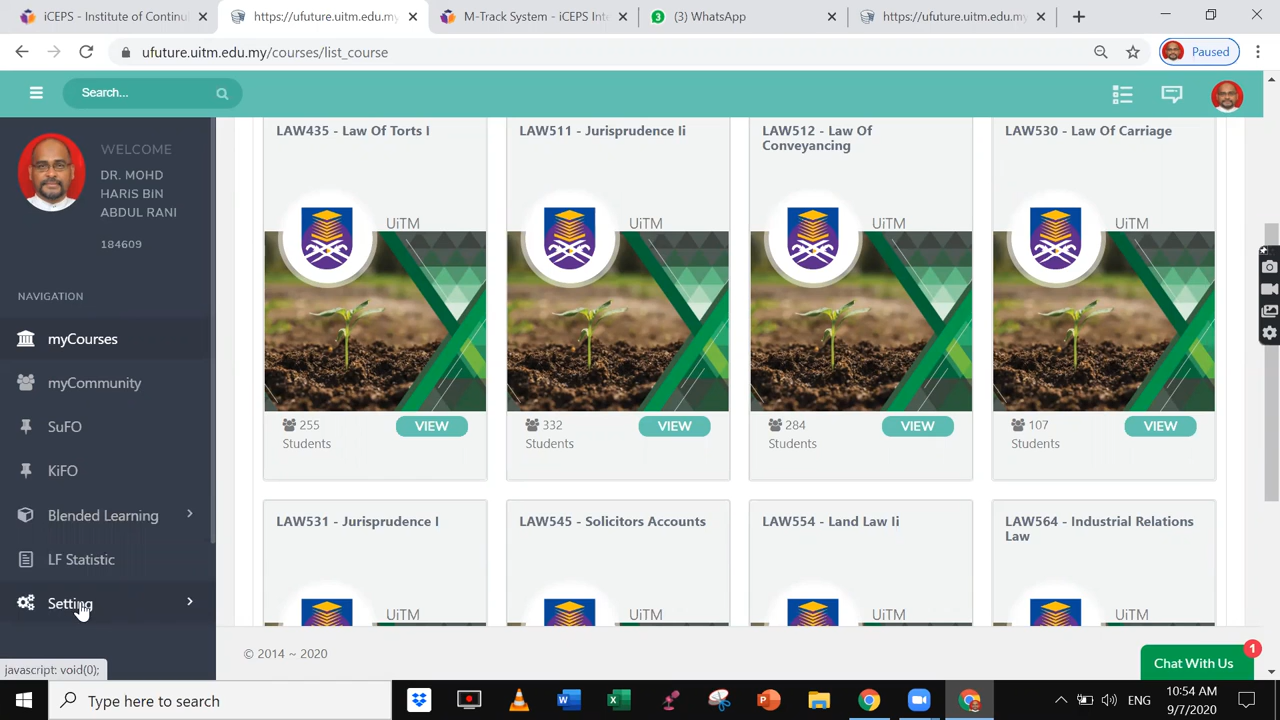 iCEPS - Institute of Continu
https://ufuture.uitm.edu.my
M-Track System - iCEPS Inte
(3) WhatsApp
https://ufuture.uitm.edu.my
ufuture.uitm.edu.my/courses/list_course
Paused
Search...
WELCOME
DR. MOHD
HARIS BIN
ABDUL RANI
184609
NAVIGATION
myCourses
myCommunity
SuFO
KiFO
Blended Learning
LF Statistic
Setting
LAW435 - Law Of Torts I
UiTM
255
Students
VIEW
LAW511 - Jurisprudence Ii
UiTM
332
Students
VIEW
LAW512 - Law Of
Conveyancing
UiTM
284
Students
VIEW
LAW530 - Law Of Carriage
UiTM
107
Students
VIEW
LAW531 - Jurisprudence I
UiTM
LAW545 - Solicitors Accounts
UiTM
LAW554 - Land Law Ii
UiTM
LAW564 - Industrial Relations
Law
UiTM
© 2014 ~ 2020
Chat With Us
1
javascript: void(0);
Type here to search
ENG
10:54 AM
9/7/2020